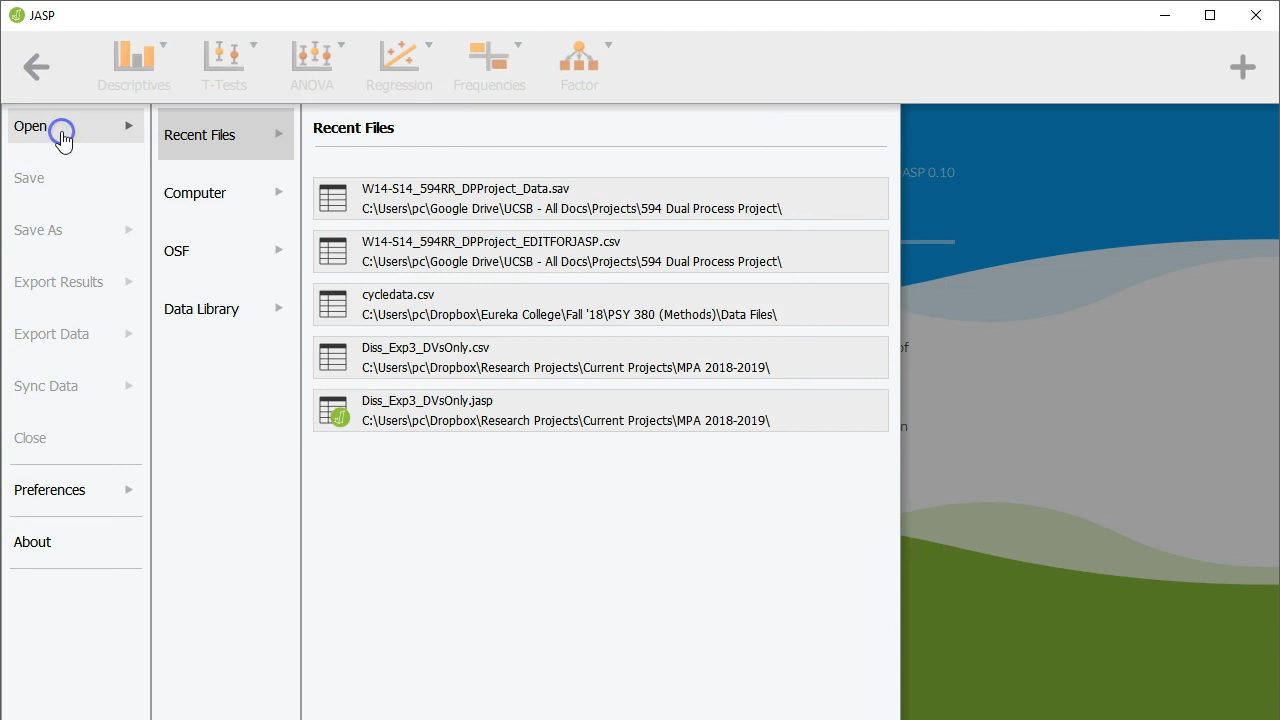 JASP
Descriptives
T-Tests
ANOVA
Regression
Frequencies
Factor
Open
Save
Save As
Export Results
Export Data
Sync Data
Close
Preferences
About
Recent Files
Computer
OSF
Data Library
Recent Files
W14-S14_594RR_DPProject_Data.sav
C:\Users\pc\Google Drive\UCSB - All Docs\Projects\594 Dual Process Project\
W14-S14_594RR_DPProject_EDITFORJASP.csv
C:\Users\pc\Google Drive\UCSB - All Docs\Projects\594 Dual Process Project\
cycledata.csv
C:\Users\pc\Dropbox\Eureka College\Fall '18\PSY 380 (Methods)\Data Files\
Diss_Exp3_DVsOnly.csv
C:\Users\pc\Dropbox\Research Projects\Current Projects\MPA 2018-2019\
Diss_Exp3_DVsOnly.jasp
C:\Users\pc\Dropbox\Research Projects\Current Projects\MPA 2018-2019\
ASP 0.10
of
n